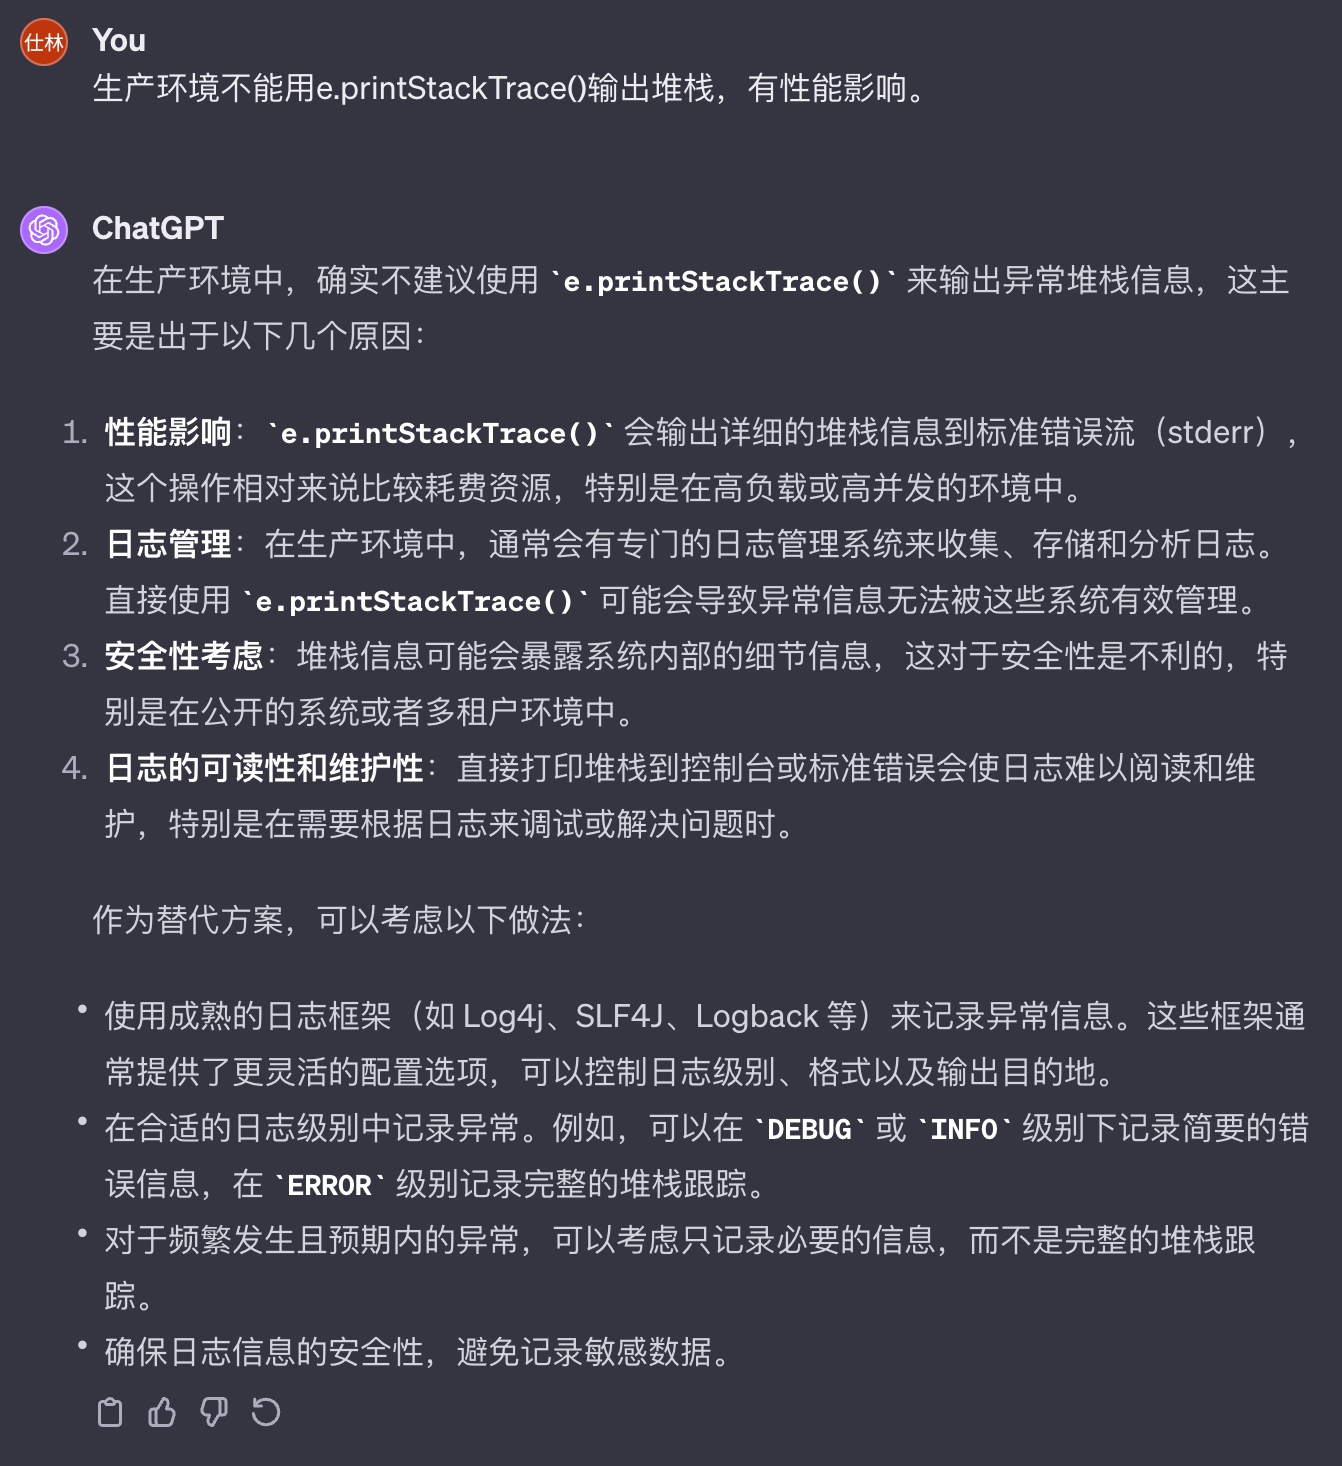 仕林
You
生产环境不能用e.printStackTrace()输出堆栈，有性能影响。
ChatGPT
在生产环境中，确实不建议使用 `e.printStackTrace()` 来输出异常堆栈信息，这主
要是出于以下几个原因：
1. 性能影响：`e.printStackTrace()` 会输出详细的堆栈信息到标准错误流（stderr），
这个操作相对来说比较耗费资源，特别是在高负载或高并发的环境中。
2. 日志管理：在生产环境中，通常会有专门的日志管理系统来收集、存储和分析日志。
直接使用 `e.printStackTrace()` 可能会导致异常信息无法被这些系统有效管理。
3. 安全性考虑：堆栈信息可能会暴露系统内部的细节信息，这对于安全性是不利的，特
别是在公开的系统或者多租户环境中。
4. 日志的可读性和维护性：直接打印堆栈到控制台或标准错误会使日志难以阅读和维
护，特别是在需要根据日志来调试或解决问题时。
作为替代方案，可以考虑以下做法：
• 使用成熟的日志框架（如 Log4j、SLF4J、Logback 等）来记录异常信息。这些框架通
常提供了更灵活的配置选项，可以控制日志级别、格式以及输出目的地。
• 在合适的日志级别中记录异常。例如，可以在 `DEBUG` 或 `INFO` 级别下记录简要的错
误信息，在 `ERROR` 级别记录完整的堆栈跟踪。
• 对于频繁发生且预期内的异常，可以考虑只记录必要的信息，而不是完整的堆栈跟
踪。
• 确保日志信息的安全性，避免记录敏感数据。